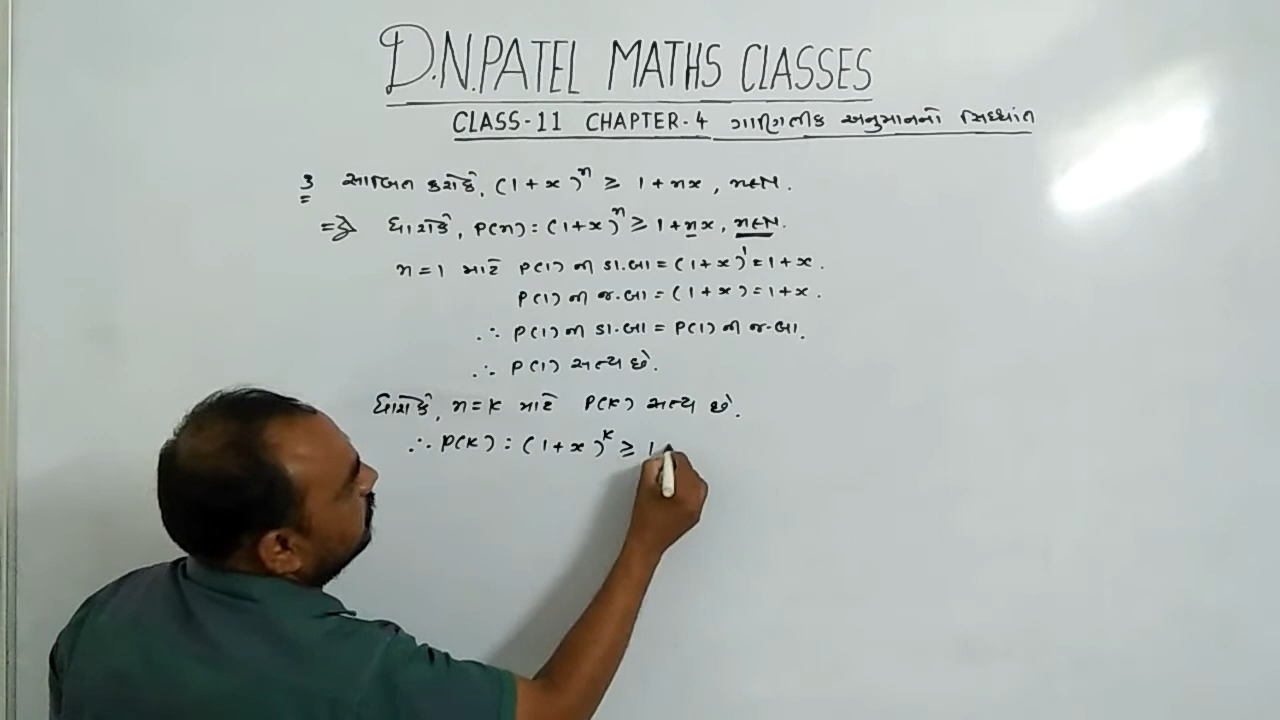 D.N.PATEL MATHS CLASSES
CLASS-11 CHAPTER-4 ગાણિતીક અનુમાનનો સિધ્ધાંત
3 સાબિત કરોકે, (1+x)ⁿ ≥ 1+nx, n∈N.
⇒ ધારોકે, P(n) : (1+x)ⁿ ≥ 1+nx, n∈N.
n=1 માટે P(1) ની ડા.બા = (1+x)¹ = 1+x.
P(1) ની જ.બા = (1+x) = 1+x.
∴ P(1) ની ડા.બા = P(1) ની જ.બા.
∴ P(1) સત્ય છે.
ધારોકે, n=K માટે P(K) સત્ય છે.
∴ P(K) : (1+x)ᴷ ≥ 1